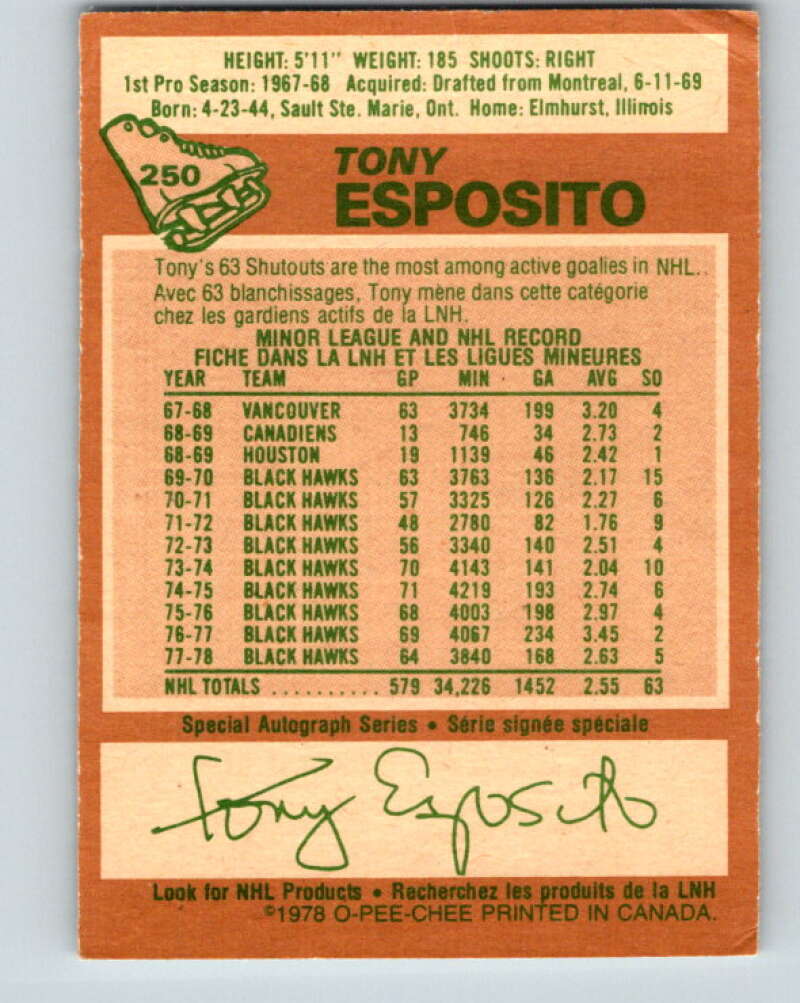 HEIGHT: 5'11" WEIGHT: 185 SHOOTS: RIGHT
1st Pro Season: 1967-68 Acquired: Drafted from Montreal, 6-11-69
Born: 4-23-44, Sault Ste. Marie, Ont. Home: Elmhurst, Illinois
250
TONY
ESPOSITO
Tony's 63 Shutouts are the most among active goalies in NHL.
Avec 63 blanchissages, Tony mène dans cette catégorie
chez les gardiens actifs de la LNH.
MINOR LEAGUE AND NHL RECORD
FICHE DANS LA LNH ET LES LIGUES MINEURES
YEAR TEAM GP MIN GA AVG SO
67-68 VANCOUVER 63 3734 199 3.20 4
68-69 CANADIENS 13 746 34 2.73 2
68-69 HOUSTON 19 1139 46 2.42 1
69-70 BLACK HAWKS 63 3763 136 2.17 15
70-71 BLACK HAWKS 57 3325 126 2.27 6
71-72 BLACK HAWKS 48 2780 82 1.76 9
72-73 BLACK HAWKS 56 3340 140 2.51 4
73-74 BLACK HAWKS 70 4143 141 2.04 10
74-75 BLACK HAWKS 71 4219 193 2.74 6
75-76 BLACK HAWKS 68 4003 198 2.97 4
76-77 BLACK HAWKS 69 4067 234 3.45 2
77-78 BLACK HAWKS 64 3840 168 2.63 5
NHL TOTALS .......... 579 34,226 1452 2.55 63
Special Autograph Series • Série signée spéciale
Tony Esposito
Look for NHL Products • Recherchez les produits de la LNH
©1978 O-PEE-CHEE PRINTED IN CANADA.